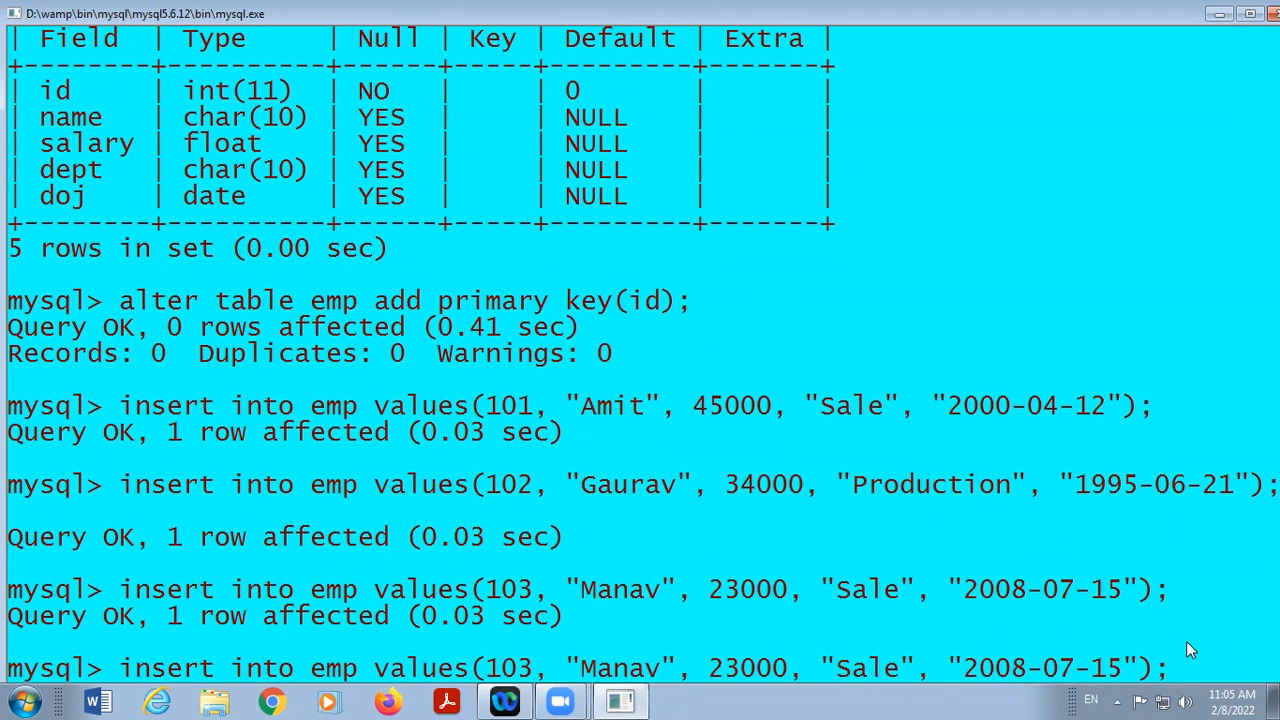 D:\wamp\bin\mysql\mysql5.6.12\bin\mysql.exe
| Field | Type | Null | Key | Default | Extra |
+--------+----------+------+-----+---------+-------+
| id | int(11) | NO | | 0 | |
| name | char(10) | YES | | NULL | |
| salary | float | YES | | NULL | |
| dept | char(10) | YES | | NULL | |
| doj | date | YES | | NULL | |
+--------+----------+------+-----+---------+-------+
5 rows in set (0.00 sec)
mysql> alter table emp add primary key(id);
Query OK, 0 rows affected (0.41 sec)
Records: 0 Duplicates: 0 Warnings: 0
mysql> insert into emp values(101, "Amit", 45000, "Sale", "2000-04-12");
Query OK, 1 row affected (0.03 sec)
mysql> insert into emp values(102, "Gaurav", 34000, "Production", "1995-06-21");
Query OK, 1 row affected (0.03 sec)
mysql> insert into emp values(103, "Manav", 23000, "Sale", "2008-07-15");
Query OK, 1 row affected (0.03 sec)
mysql> insert into emp values(103, "Manav", 23000, "Sale", "2008-07-15");
EN
11:05 AM
2/8/2022